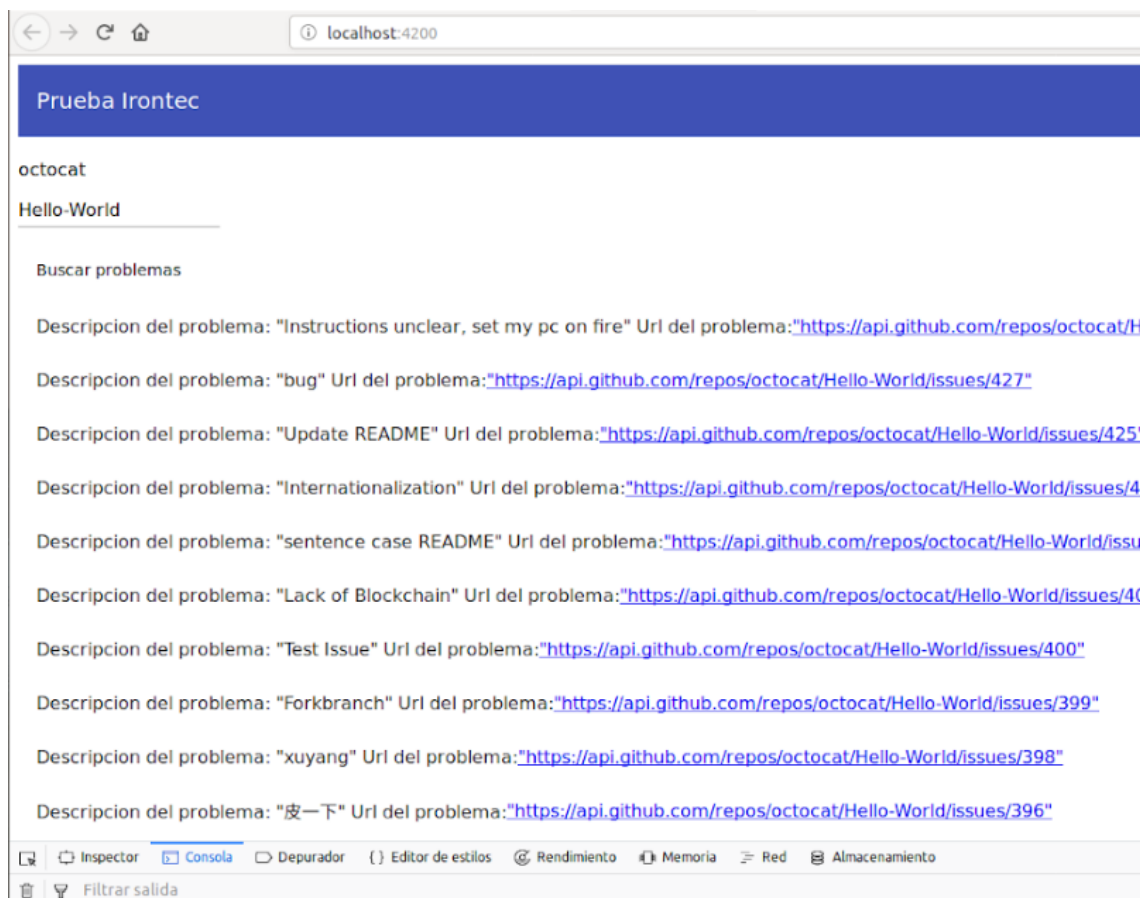 localhost:4200
Prueba Irontec
octocat
Hello-World
Buscar problemas
Descripcion del problema: "Instructions unclear, set my pc on fire" Url del problema:"https://api.github.com/repos/octocat/H
Descripcion del problema: "bug" Url del problema:"https://api.github.com/repos/octocat/Hello-World/issues/427"
Descripcion del problema: "Update README" Url del problema:"https://api.github.com/repos/octocat/Hello-World/issues/425"
Descripcion del problema: "Internationalization" Url del problema:"https://api.github.com/repos/octocat/Hello-World/issues/4
Descripcion del problema: "sentence case README" Url del problema:"https://api.github.com/repos/octocat/Hello-World/issu
Descripcion del problema: "Lack of Blockchain" Url del problema:"https://api.github.com/repos/octocat/Hello-World/issues/40
Descripcion del problema: "Test Issue" Url del problema:"https://api.github.com/repos/octocat/Hello-World/issues/400"
Descripcion del problema: "Forkbranch" Url del problema:"https://api.github.com/repos/octocat/Hello-World/issues/399"
Descripcion del problema: "xuyang" Url del problema:"https://api.github.com/repos/octocat/Hello-World/issues/398"
Descripcion del problema: "皮一下" Url del problema:"https://api.github.com/repos/octocat/Hello-World/issues/396"
Inspector Consola Depurador {} Editor de estilos Rendimiento Memoria Red Almacenamiento
Filtrar salida